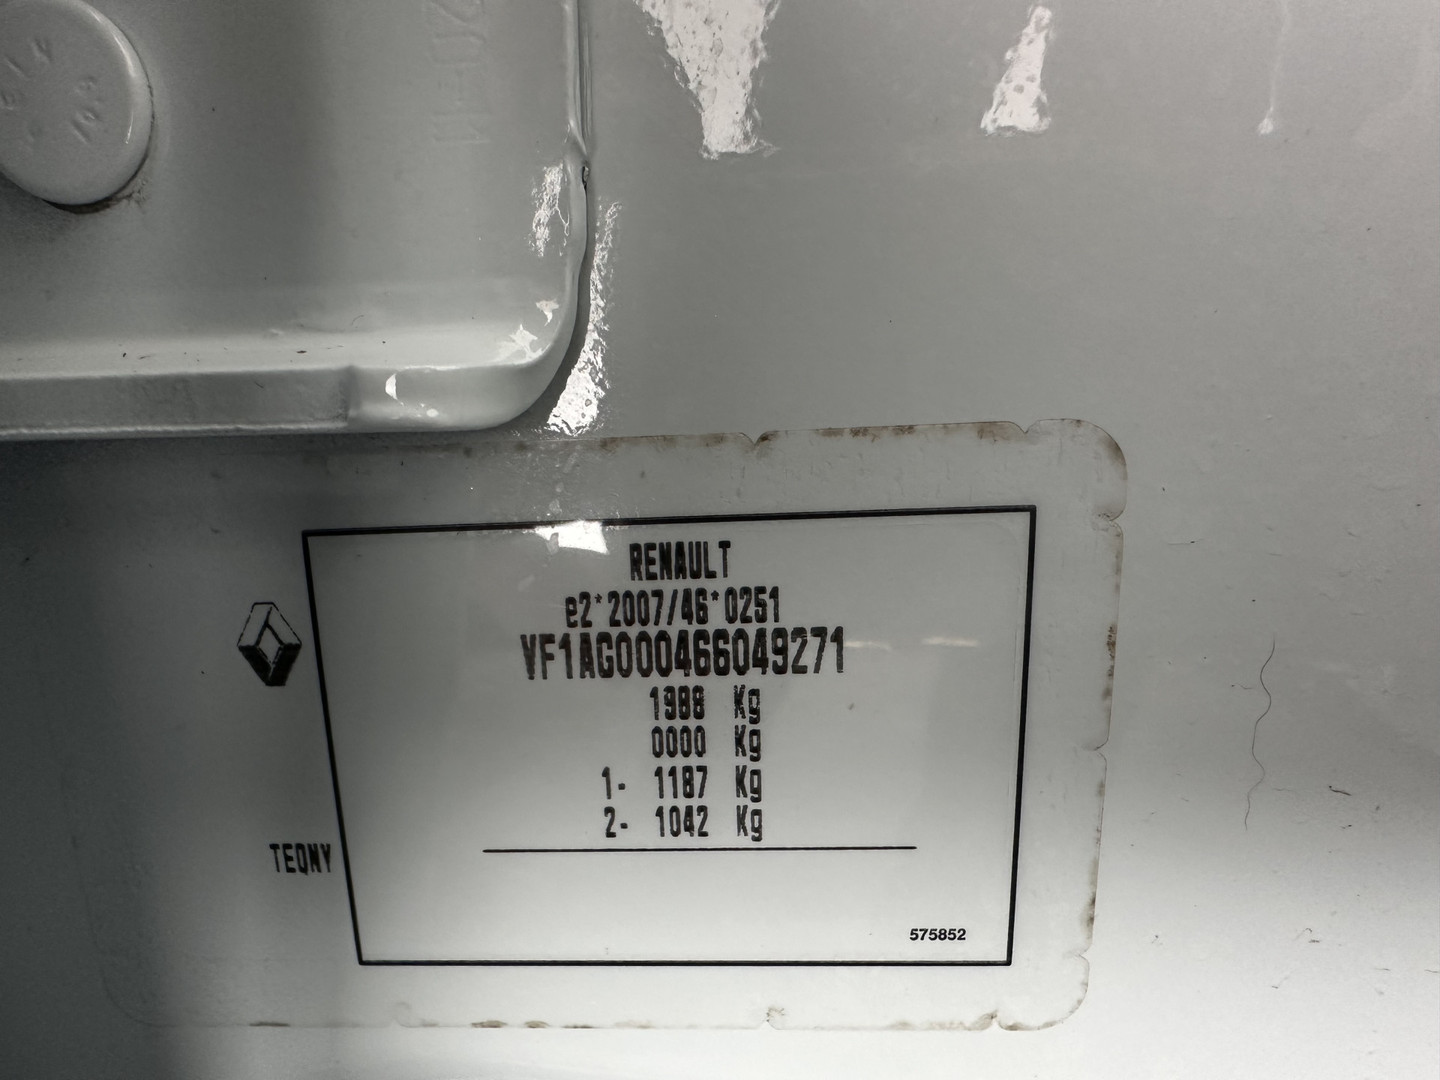 RENAULT
e2*2007/46*0251
VF1AG000466049271
1988 Kg
0000 Kg
1- 1187 Kg
2- 1042 Kg
TEQNY
575852